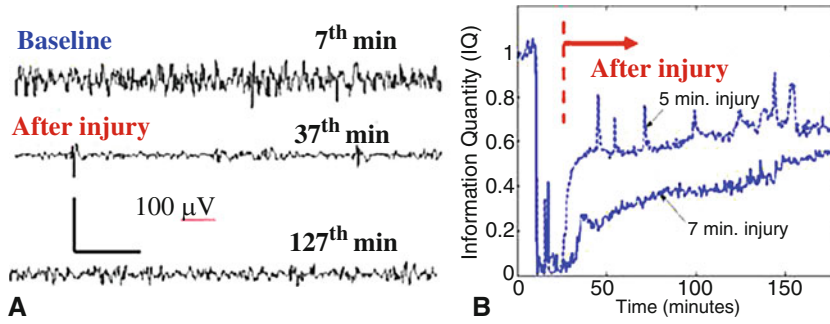 Baseline
7th min
After injury
37th min
100 μV
127th min
A
Information Quantity (IQ)
1
0.8
0.6
0.4
0.2
0
After injury
5 min. injury
7 min. injury
0 50 100 150
Time (minutes)
B